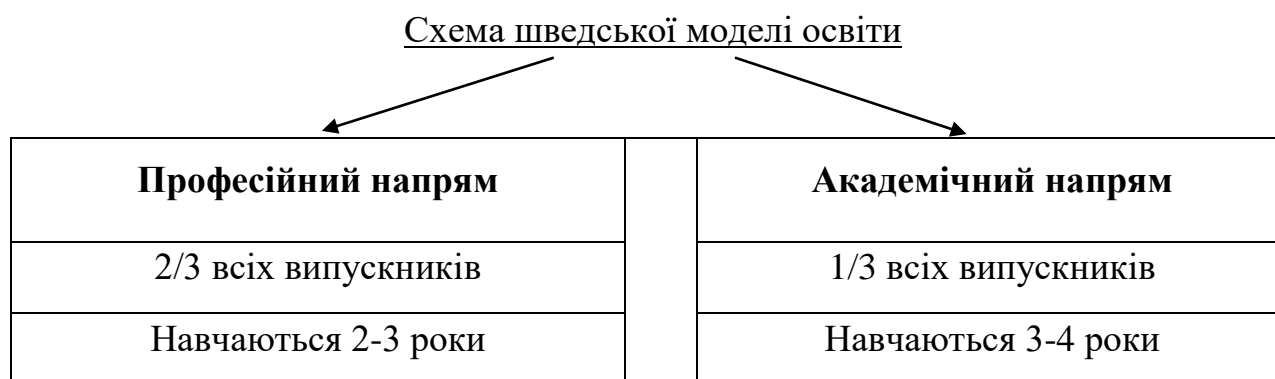 Схема шведської моделі освіти
Професійний напрям
Академічний напрям
2/3 всіх випускників
1/3 всіх випускників
Навчаються 2-3 роки
Навчаються 3-4 роки